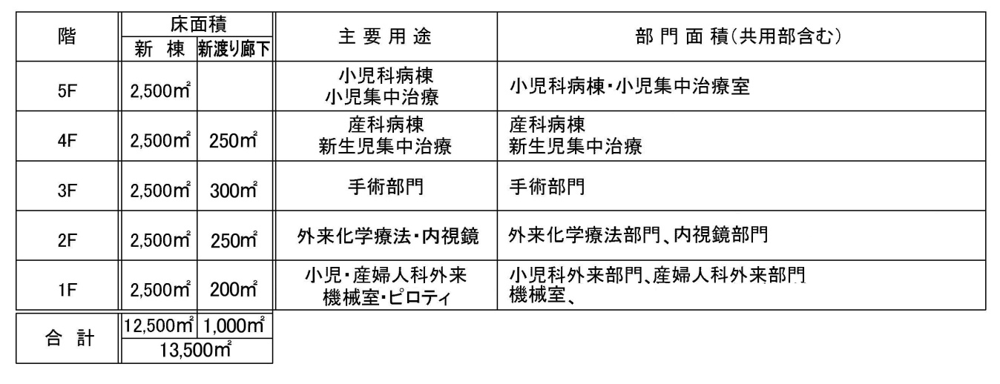 階 床面積 主要用途 部門面積（共用部含む）
新棟 新渡り廊下
5F 2,500㎡ 小児科病棟 小児科病棟・小児集中治療室
小児集中治療
4F 2,500㎡ 250㎡ 産科病棟 産科病棟
新生児集中治療 新生児集中治療
3F 2,500㎡ 300㎡ 手術部門 手術部門
2F 2,500㎡ 250㎡ 外来化学療法・内視鏡 外来化学療法部門、内視鏡部門
1F 2,500㎡ 200㎡ 小児・産婦人科外来 小児科外来部門、産婦人科外来部門
機械室・ピロティ 機械室、
合計 12,500㎡ 1,000㎡
13,500㎡